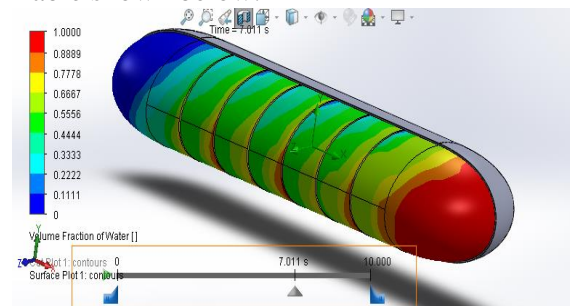 Time = 7.011 s
1.0000
0.8889
0.7778
0.6667
0.5556
0.4444
0.3333
0.2222
0.1111
0
Volume Fraction of Water []
Plot 1: contours
0
7.011 s
10.000
Surface Plot 1: contours
Y
Z
X